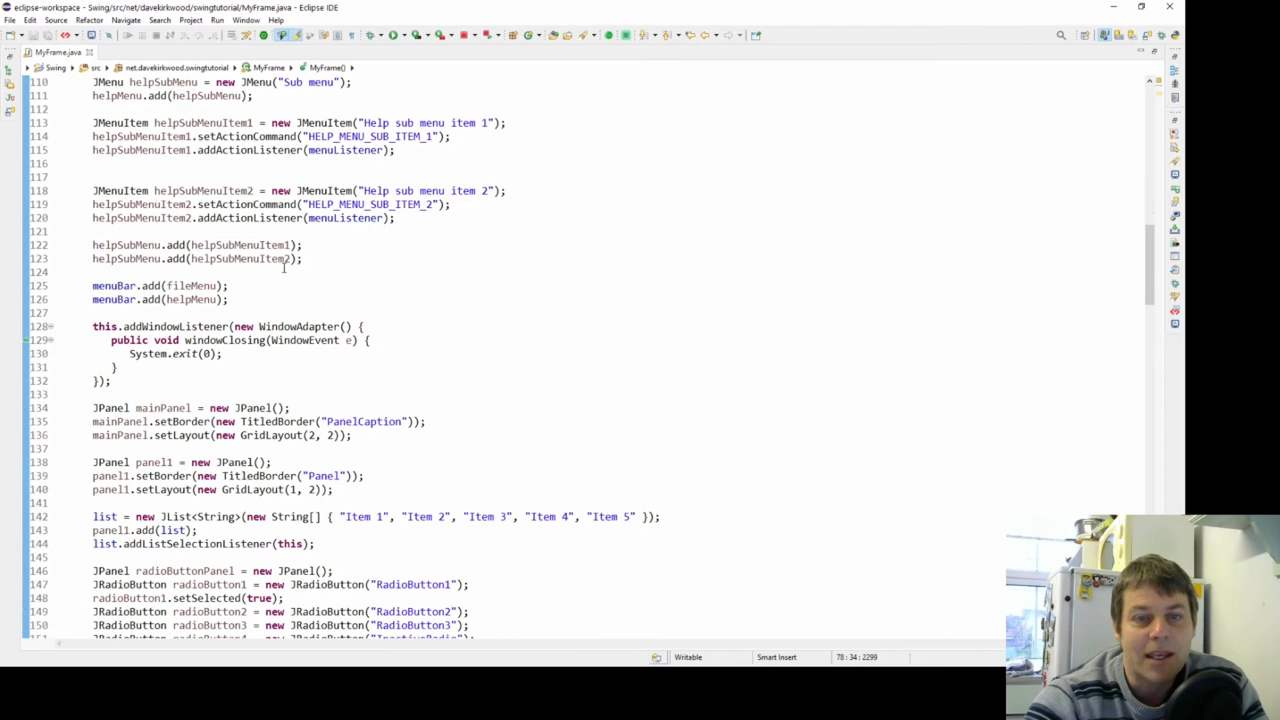 eclipse-workspace - Swing/src/net/davekirkwood/swingtutorial/MyFrame.java - Eclipse IDE
File Edit Source Refactor Navigate Search Project Run Window Help
MyFrame.java
Swing src net.davekirkwood.swingtutorial MyFrame MyFrame()
110 JMenu helpSubMenu = new JMenu("Sub menu");
111 helpMenu.add(helpSubMenu);
112
113 JMenuItem helpSubMenuItem1 = new JMenuItem("Help sub menu item 1");
114 helpSubMenuItem1.setActionCommand("HELP_MENU_SUB_ITEM_1");
115 helpSubMenuItem1.addActionListener(menuListener);
116
117
118 JMenuItem helpSubMenuItem2 = new JMenuItem("Help sub menu item 2");
119 helpSubMenuItem2.setActionCommand("HELP_MENU_SUB_ITEM_2");
120 helpSubMenuItem2.addActionListener(menuListener);
121
122 helpSubMenu.add(helpSubMenuItem1);
123 helpSubMenu.add(helpSubMenuItem2);
124
125 menuBar.add(fileMenu);
126 menuBar.add(helpMenu);
127
128 this.addWindowListener(new WindowAdapter() {
129 public void windowClosing(WindowEvent e) {
130 System.exit(0);
131 }
132 });
133
134 JPanel mainPanel = new JPanel();
135 mainPanel.setBorder(new TitledBorder("PanelCaption"));
136 mainPanel.setLayout(new GridLayout(2, 2));
137
138 JPanel panel1 = new JPanel();
139 panel1.setBorder(new TitledBorder("Panel"));
140 panel1.setLayout(new GridLayout(1, 2));
141
142 list = new JList<String>(new String[] { "Item 1", "Item 2", "Item 3", "Item 4", "Item 5" });
143 panel1.add(list);
144 list.addListSelectionListener(this);
145
146 JPanel radioButtonPanel = new JPanel();
147 JRadioButton radioButton1 = new JRadioButton("RadioButton1");
148 radioButton1.setSelected(true);
149 JRadioButton radioButton2 = new JRadioButton("RadioButton2");
150 JRadioButton radioButton3 = new JRadioButton("RadioButton3");
151 JRadioButton radioButton4 = new JRadioButton("InactiveRadio");
Writable Smart Insert 78 : 34 : 2299